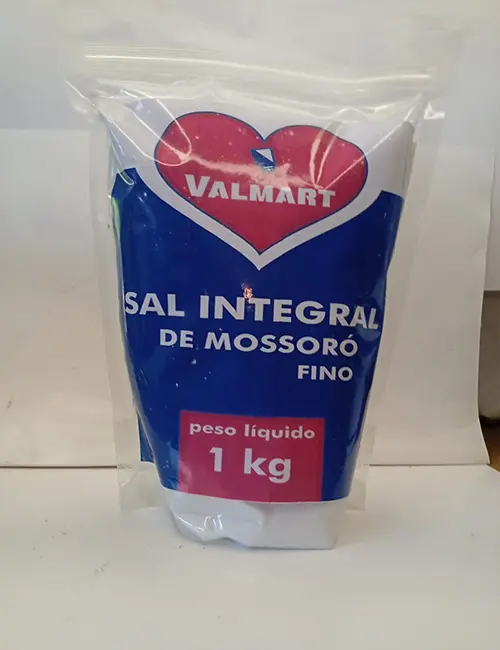 VALMART
SAL INTEGRAL
DE MOSSORÓ
FINO
peso líquido
1 kg